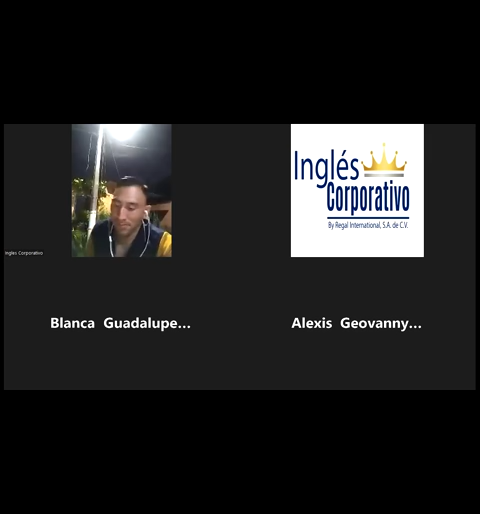 Inglés
Corporativo
By Regal International, S.A. de C.V.
Inglés Corporativo
Blanca Guadalupe...
Alexis Geovanny...